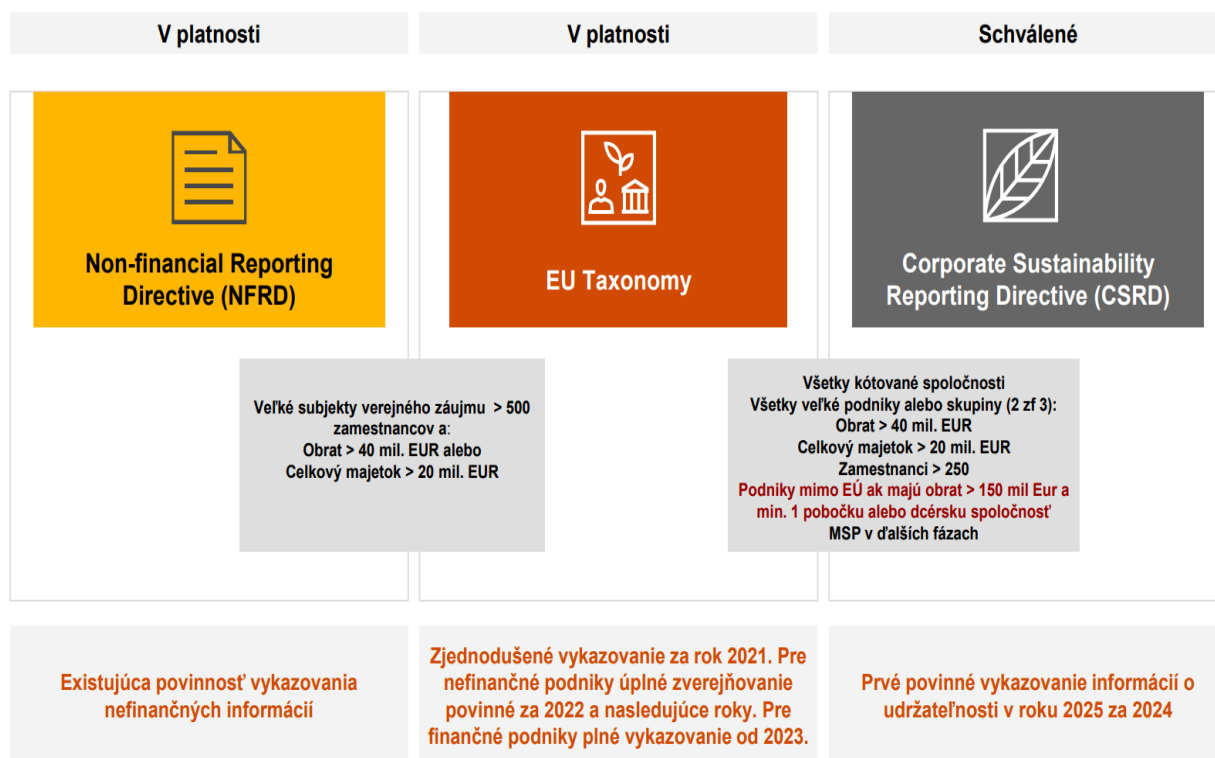 V platnosti
V platnosti
Schválené
Non-financial Reporting
Directive (NFRD)
EU Taxonomy
Corporate Sustainability
Reporting Directive (CSRD)
Veľké subjekty verejného záujmu > 500
zamestnancov a:
Obrat > 40 mil. EUR alebo
Celkový majetok > 20 mil. EUR
Všetky kótované spoločnosti
Všetky veľké podniky alebo skupiny (2 zf 3):
Obrat > 40 mil. EUR
Celkový majetok > 20 mil. EUR
Zamestnanci > 250
Podniky mimo EÚ ak majú obrat > 150 mil Eur a
min. 1 pobočku alebo dcérsku spoločnosť
MSP v ďalších fázach
Existujúca povinnosť vykazovania
nefinančných informácií
Zjednodušené vykazovanie za rok 2021. Pre
nefinančné podniky úplné zverejňovanie
povinné za 2022 a nasledujúce roky. Pre
finančné podniky plné vykazovanie od 2023.
Prvé povinné vykazovanie informácií o
udržateľnosti v roku 2025 za 2024